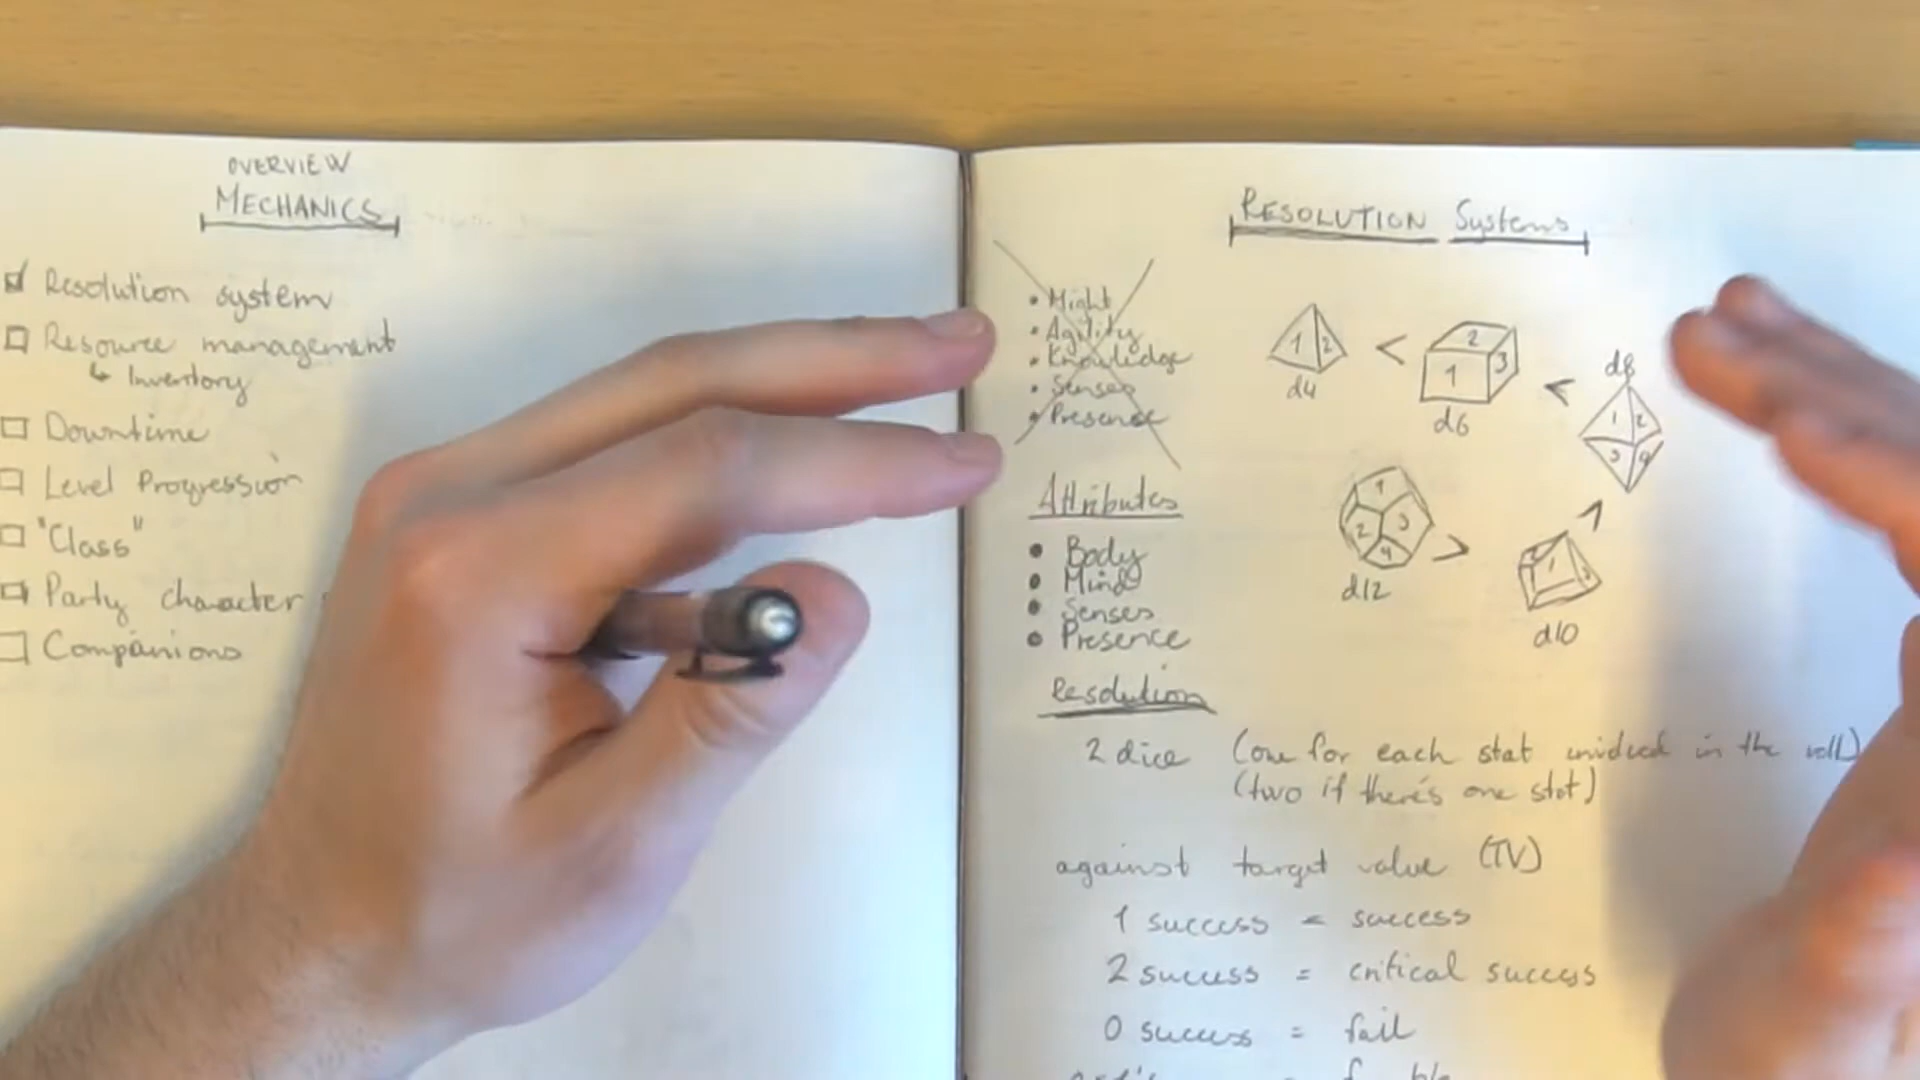 OVERVIEW
MECHANICS
Resolution system
Resource management
↳ Inventory
Downtime
Level Progression
"Class"
Party character
Companions
RESOLUTION Systems
• Might
• Agility
• Knowledge
• Senses
• Presence
1 2
d4
<
1 2 3
d6
<
d8
1 2
3 4
1
2 3
4
d12
>
1
d10
>
Attributes
• Body
• Mind
• Senses
• Presence
Resolution
2 dice (one for each stat involved in the roll)
(two if there's one stat)
against target value (TV)
1 success = success
2 success = critical success
0 success = fail